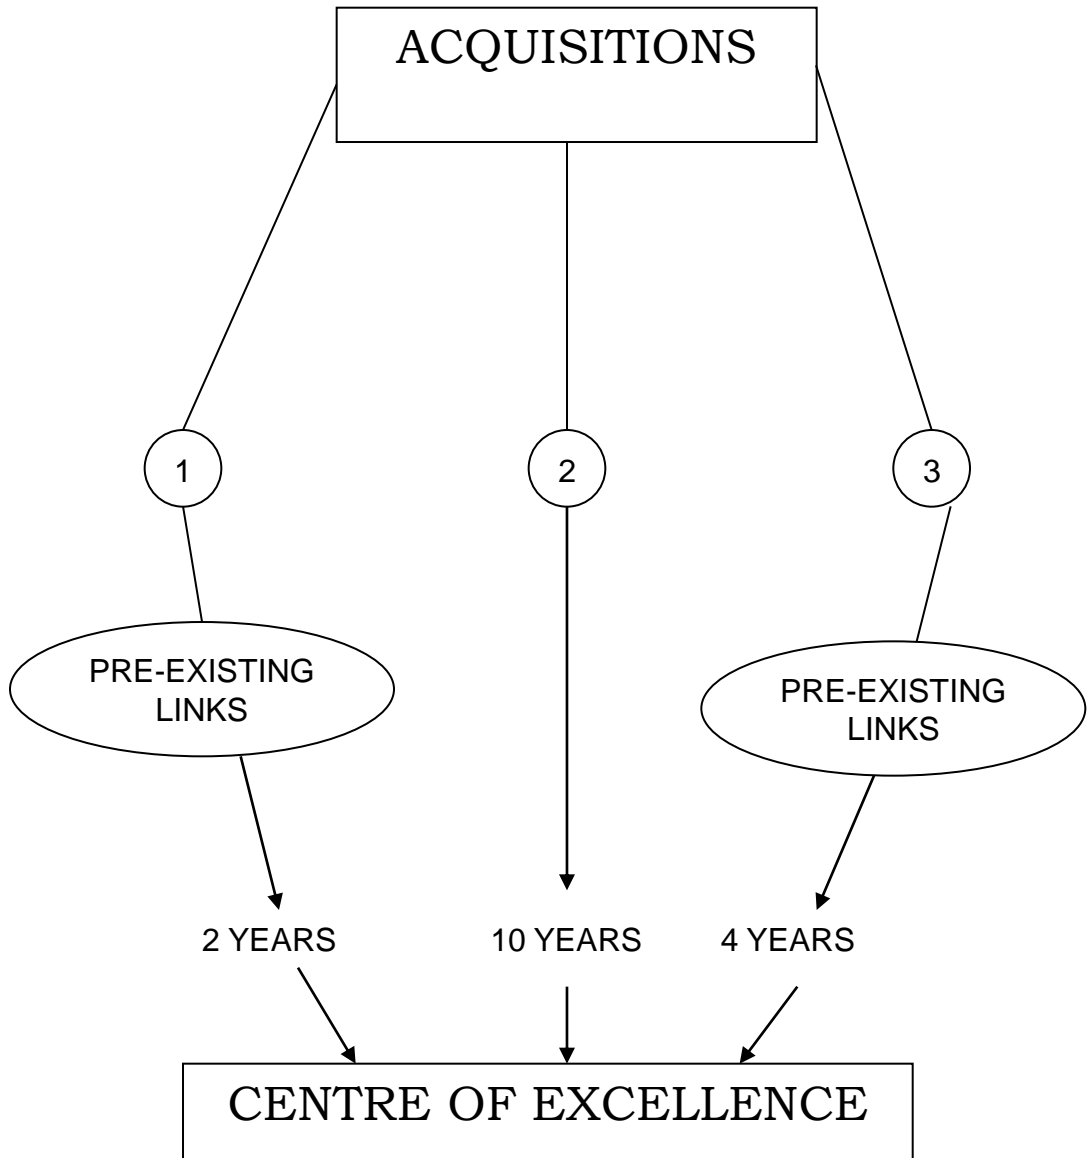 ACQUISITIONS
1
2
3
PRE-EXISTING
LINKS
PRE-EXISTING
LINKS
2 YEARS
10 YEARS
4 YEARS
CENTRE OF EXCELLENCE